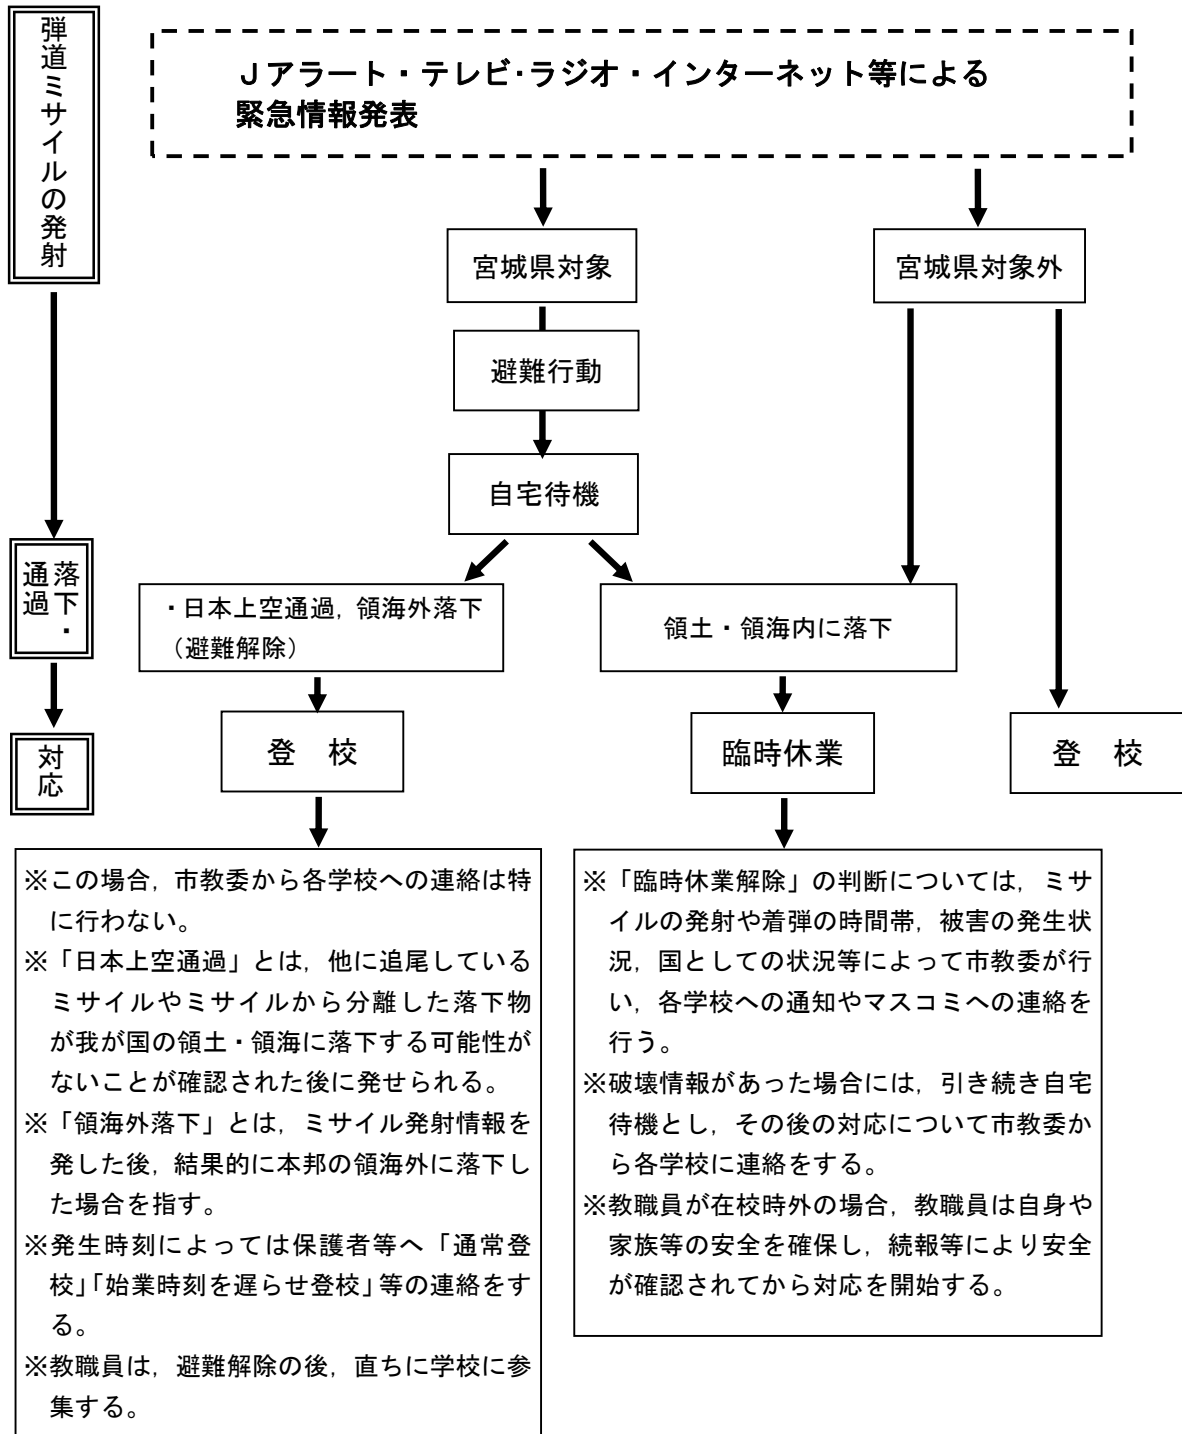 弾道ミサイルの発射
Ｊアラート・テレビ・ラジオ・インターネット等による
緊急情報発表
宮城県対象
宮城県対象外
避難行動
自宅待機
落下・
通過
・日本上空通過，領海外落下
（避難解除）
領土・領海内に落下
対応
登　校
臨時休業
登　校
※この場合，市教委から各学校への連絡は特
に行わない。
※「日本上空通過」とは，他に追尾している
ミサイルやミサイルから分離した落下物
が我が国の領土・領海に落下する可能性が
ないことが確認された後に発せられる。
※「領海外落下」とは，ミサイル発射情報を
発した後，結果的に本邦の領海外に落下し
た場合を指す。
※発生時刻によっては保護者等へ「通常登
校」「始業時刻を遅らせ登校」等の連絡をす
る。
※教職員は，避難解除の後，直ちに学校に参
集する。
※「臨時休業解除」の判断については，ミサ
イルの発射や着弾の時間帯，被害の発生状
況，国としての状況等によって市教委が行
い，各学校への通知やマスコミへの連絡を
行う。
※破壊情報があった場合には，引き続き自宅
待機とし，その後の対応について市教委か
ら各学校に連絡をする。
※教職員が在校時外の場合，教職員は自身や
家族等の安全を確保し，続報等により安全
が確認されてから対応を開始する。